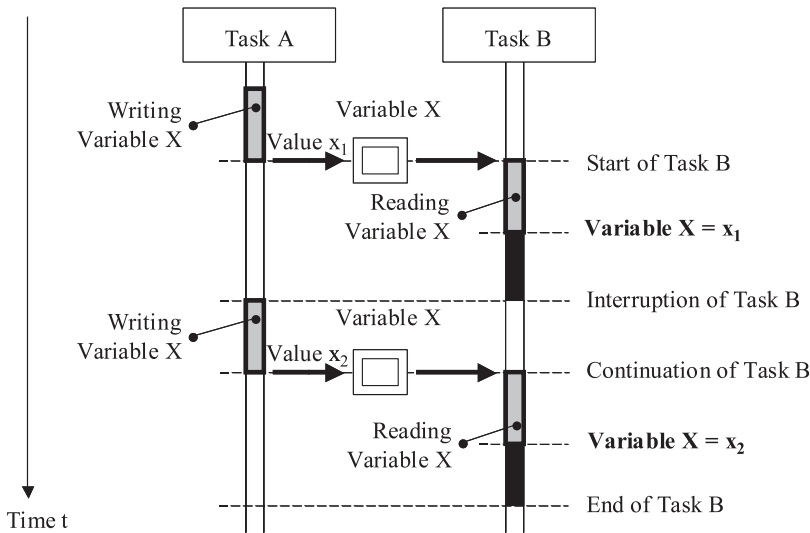 Task A
Task B
Writing
Variable X
Variable X
Value x₁
Start of Task B
Reading
Variable X
Variable X = x₁
Interruption of Task B
Writing
Variable X
Variable X
Value x₂
Continuation of Task B
Reading
Variable X
Variable X = x₂
End of Task B
Time t